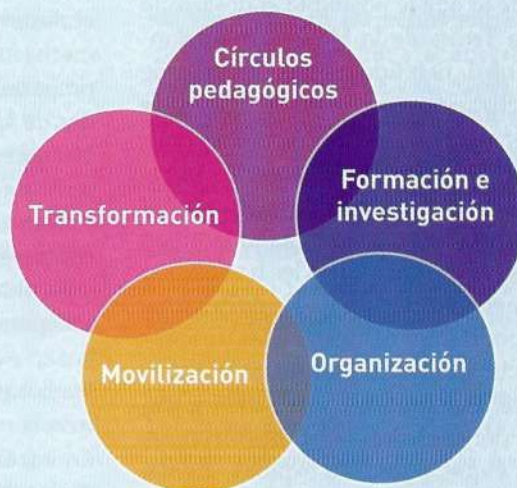 Círculos
pedagógicos
Formación e
investigación
Transformación
Organización
Movilización